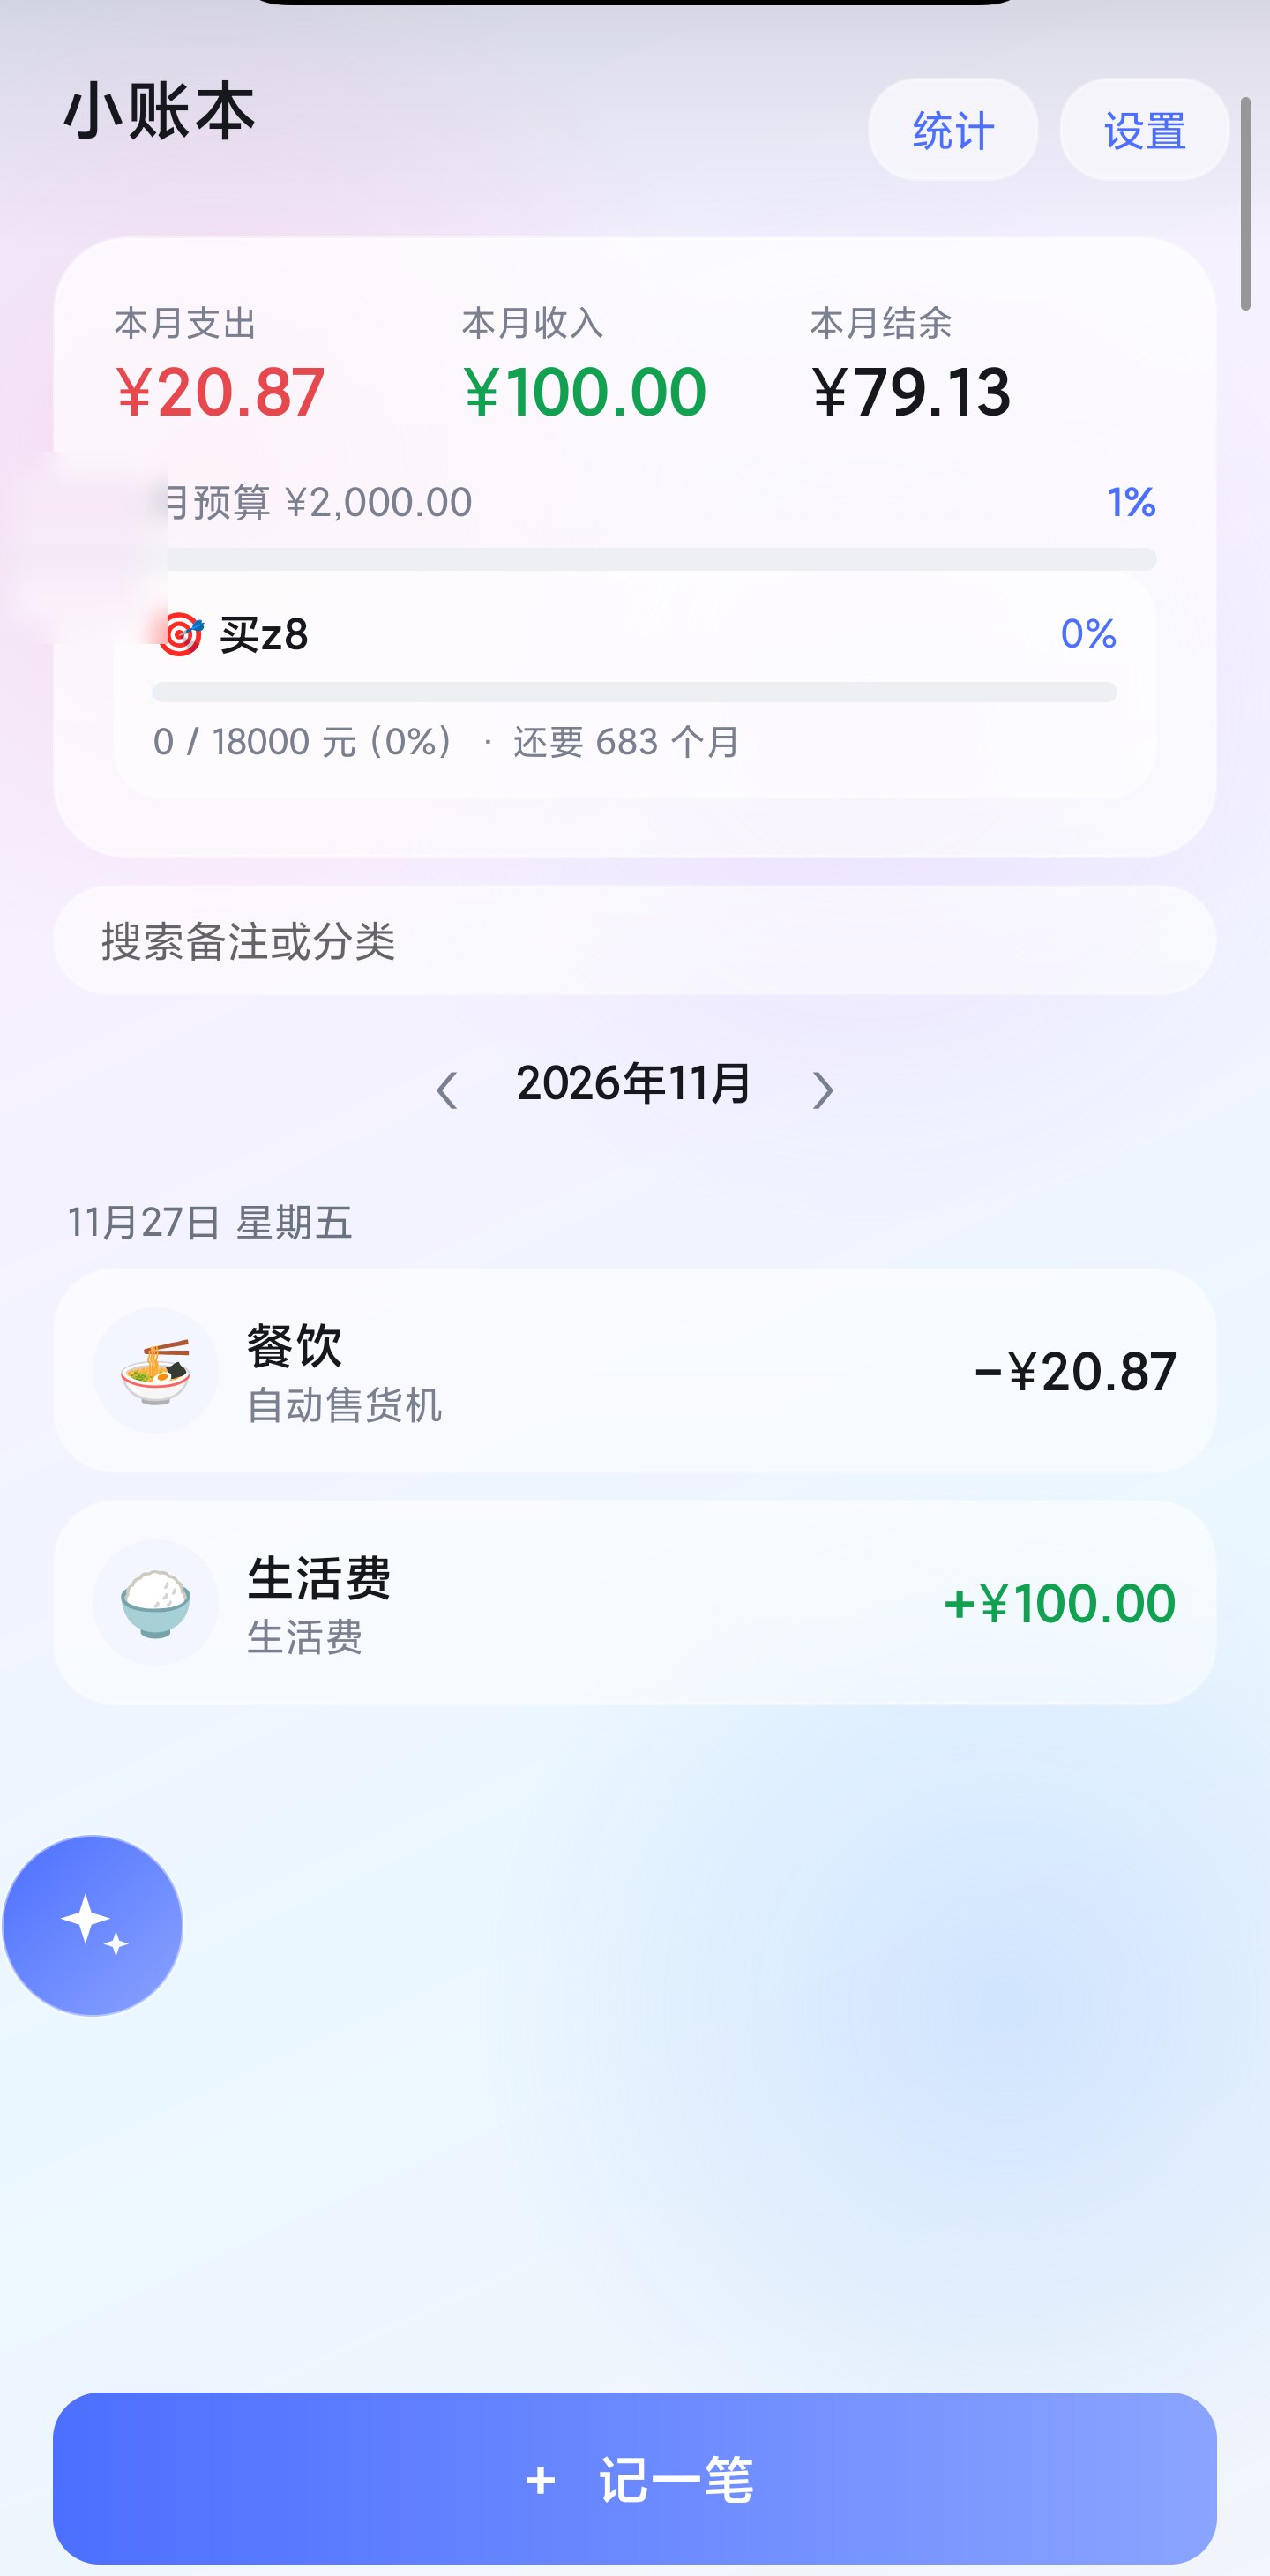 小账本
统计
设置
本月支出
本月收入
本月结余
¥20.87
¥100.00
¥79.13
月预算 ¥2,000.00
1%
买z8
0%
0 / 18000 元 (0%) · 还要 683 个月
搜索备注或分类
2026年11月
11月27日 星期五
餐饮
自动售货机
-¥20.87
生活费
生活费
+¥100.00
+ 记一笔